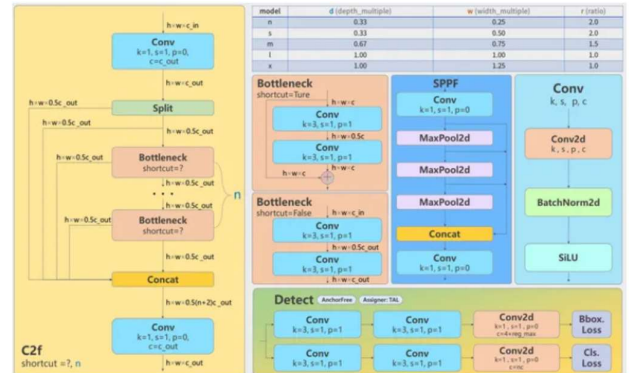 h×w×c_in
Conv
k=1, s=1, p=0,
c=c_out
h×w×c_out
Split
h×w×0.5c_out
h×w×0.5c_out
h×w×0.5c_out
Bottleneck
shortcut=?
h×w×0.5c_out
...
h×w×0.5c_out
n
h×w×0.5c_out
Bottleneck
shortcut=?
h×w×0.5c_out
Concat
h×w×0.5(n+2)c_out
Conv
k=1, s=1, p=0,
c=c_out
h×w×c_out
C2f
shortcut =?, n
model d (depth_multiple) w (width_multiple) r (ratio)
n 0.33 0.25 2.0
s 0.33 0.50 2.0
m 0.67 0.75 1.5
l 1.00 1.00 1.0
x 1.00 1.25 1.0
Bottleneck
shortcut=Ture
h×w×c
Conv
k=3, s=1, p=1
h×w×0.5c
Conv
k=3, s=1, p=1
h×w×c
h×w×c
+
Bottleneck
shortcut=False
h×w×c_in
Conv
k=3, s=1, p=1
h×w×0.5c_out
Conv
k=3, s=1, p=1
h×w×c_out
SPPF
Conv
k=1, s=1, p=0
MaxPool2d
MaxPool2d
MaxPool2d
Concat
Conv
k=1, s=1, p=0
Conv
k, s, p, c
Conv2d
k, s, p, c
BatchNorm2d
SiLU
Detect AnchorFree Assigner: TAL
Conv
k=3, s=1, p=1
Conv
k=3, s=1, p=1
Conv2d
k=1, s=1, p=0
c=4×reg_max
Bbox.
Loss
Conv
k=3, s=1, p=1
Conv
k=3, s=1, p=1
Conv2d
k=1, s=1, p=0
c=nc
Cls.
Loss